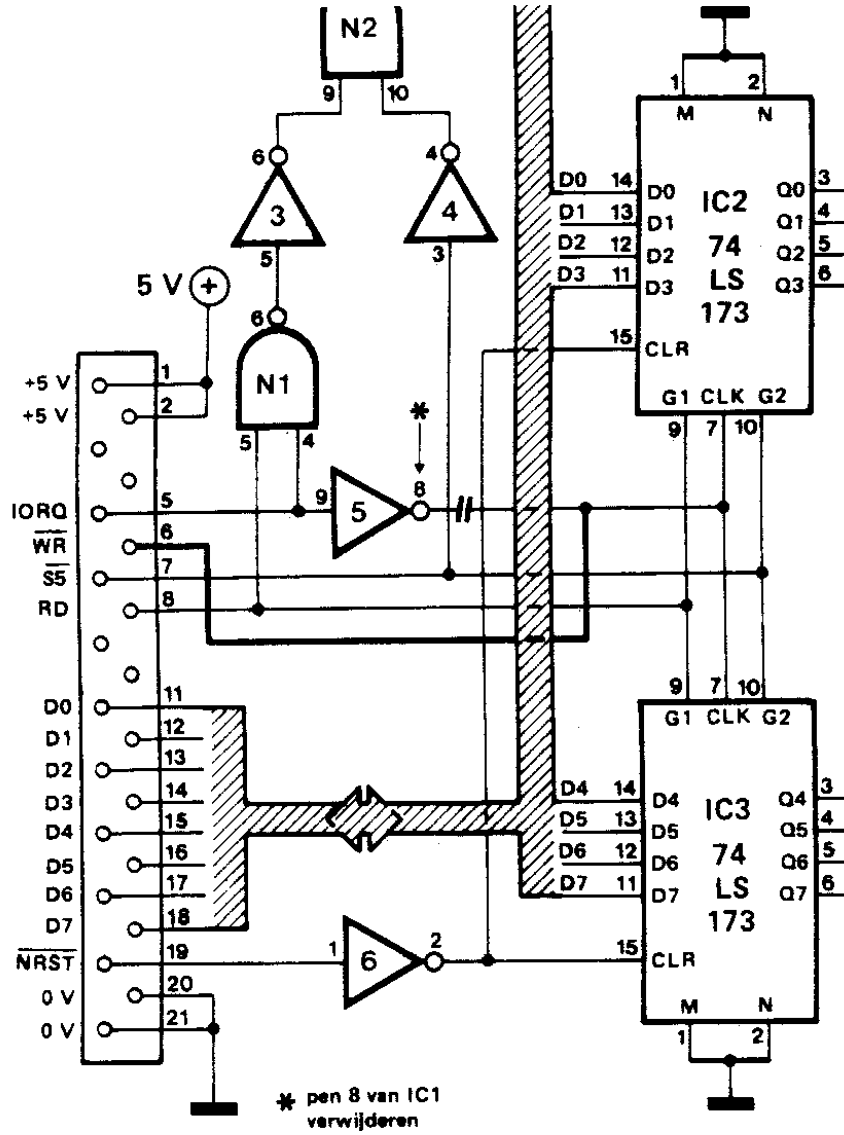 N2
9 10
1 2
M N
6
3
5
4
4
3
D0 14 D0
D1 13 D1
D2 12 D2
D3 11 D3
15 CLR
IC2
74
LS
173
Q0 3
Q1 4
Q2 5
Q3 6
G1 CLK G2
9 7 10
5 V +
6
N1
5 4
*
+5 V 1
+5 V 2
IORQ 5
9 5 8
WR 6
S5 7
RD 8
D0 11
D1 12
D2 13
D3 14
D4 15
D5 16
D6 17
D7 18
NRST 19
0 V 20
0 V 21
1 6 2
9 7 10
G1 CLK G2
D4 14 D4
D5 13 D5
D6 12 D6
D7 11 D7
15 CLR
IC3
74
LS
173
Q4 3
Q5 4
Q6 5
Q7 6
M N
1 2
* pen 8 van IC1
verwijderen